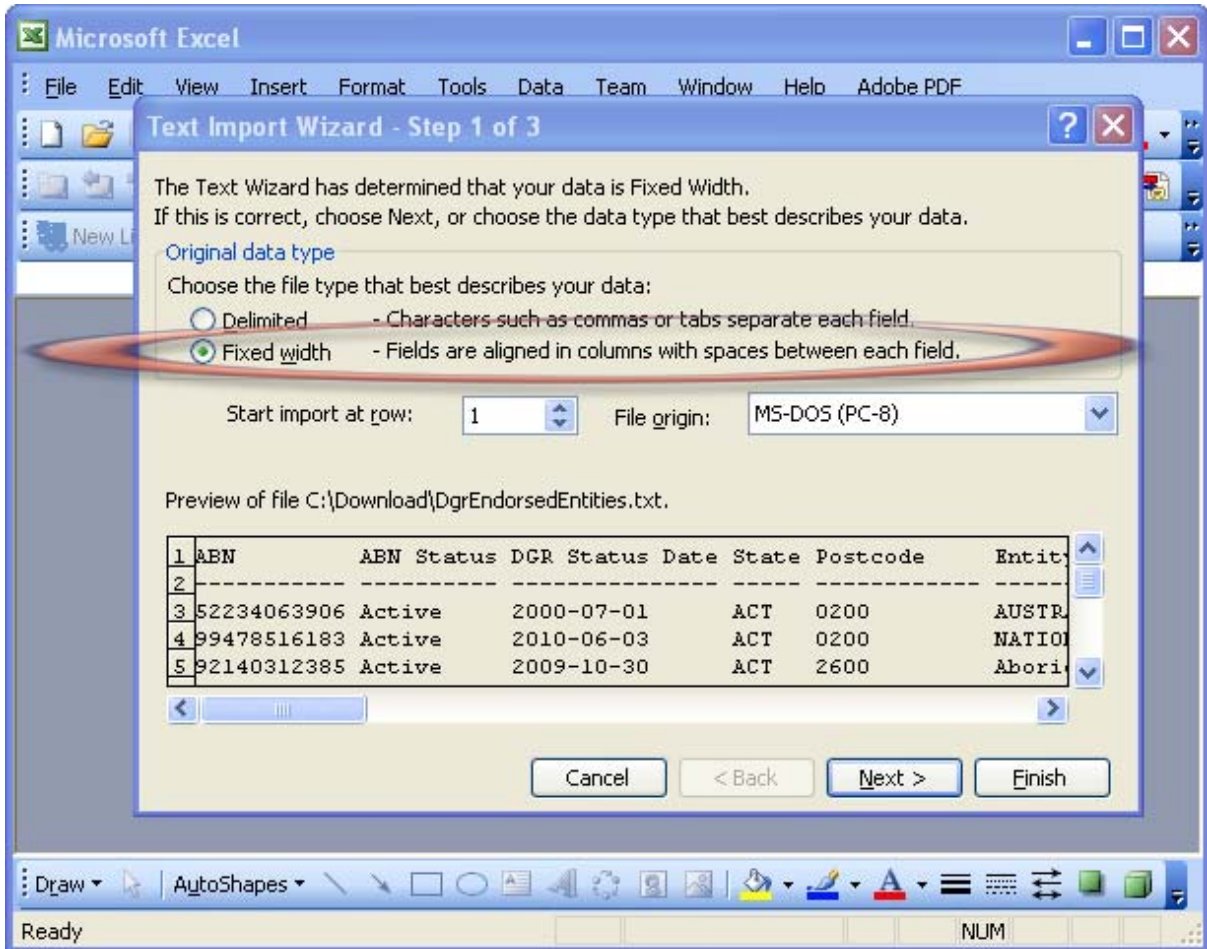 Microsoft Excel
File Edit View Insert Format Tools Data Team Window Help Adobe PDF
Text Import Wizard - Step 1 of 3
The Text Wizard has determined that your data is Fixed Width.
If this is correct, choose Next, or choose the data type that best describes your data.
New Li
Original data type
Choose the file type that best describes your data:
Delimited - Characters such as commas or tabs separate each field.
Fixed width - Fields are aligned in columns with spaces between each field.
Start import at row: 1 File origin: MS-DOS (PC-8)
Preview of file C:\Download\DgrEndorsedEntities.txt.
1 ABN ABN Status DGR Status Date State Postcode Entity
2 ----------- ---------- --------------- ----- ------------ ------
3 52234063906 Active 2000-07-01 ACT 0200 AUSTRA
4 99478516183 Active 2010-06-03 ACT 0200 NATION
5 92140312385 Active 2009-10-30 ACT 2600 Abori
Cancel < Back Next > Finish
Draw AutoShapes
Ready NUM